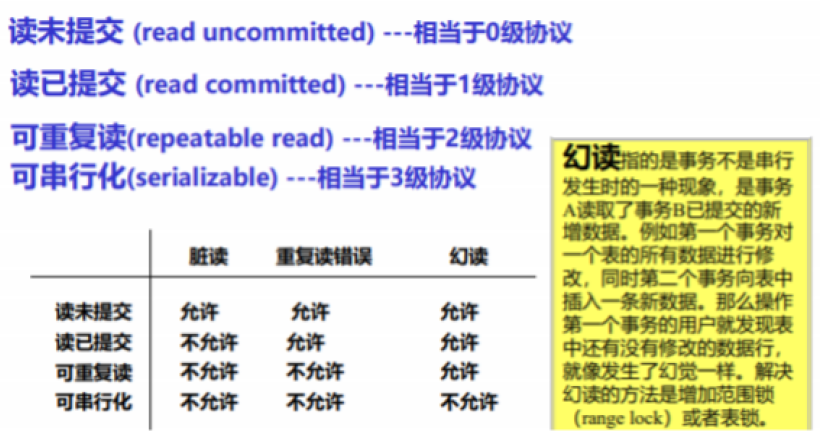 读未提交 (read uncommitted) ---相当于0级协议
读已提交 (read committed) ---相当于1级协议
可重复读(repeatable read) ---相当于2级协议
可串行化(serializable) ---相当于3级协议
脏读 重复读错误 幻读
读未提交 允许 允许 允许
读已提交 不允许 允许 允许
可重复读 不允许 不允许 允许
可串行化 不允许 不允许 不允许
幻读指的是事务不是串行
发生时的一种现象，是事务
A读取了事务B已提交的新
增数据。例如第一个事务对
一个表的所有数据进行修
改，同时第二个事务向表中
插入一条新数据。那么操作
第一个事务的用户就发现表
中还有没有修改的数据行，
就像发生了幻觉一样。解决
幻读的方法是增加范围锁
（range lock）或者表锁。